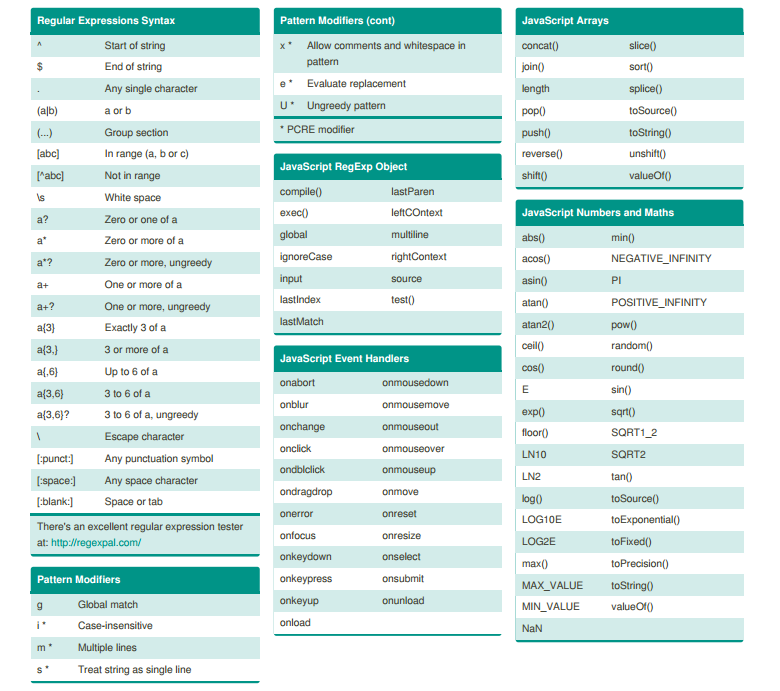 Regular Expressions Syntax
^ Start of string
$ End of string
. Any single character
(a|b) a or b
(...) Group section
[abc] In range (a, b or c)
[^abc] Not in range
\s White space
a? Zero or one of a
a* Zero or more of a
a*? Zero or more, ungreedy
a+ One or more of a
a+? One or more, ungreedy
a{3} Exactly 3 of a
a{3,} 3 or more of a
a{,6} Up to 6 of a
a{3,6} 3 to 6 of a
a{3,6}? 3 to 6 of a, ungreedy
\ Escape character
[:punct:] Any punctuation symbol
[:space:] Any space character
[:blank:] Space or tab
There's an excellent regular expression tester
at: http://regexpal.com/
Pattern Modifiers
g Global match
i * Case-insensitive
m * Multiple lines
s * Treat string as single line
Pattern Modifiers (cont)
x * Allow comments and whitespace in
pattern
e * Evaluate replacement
U * Ungreedy pattern
* PCRE modifier
JavaScript RegExp Object
compile() lastParen
exec() leftCOntext
global multiline
ignoreCase rightContext
input source
lastIndex test()
lastMatch
JavaScript Event Handlers
onabort onmousedown
onblur onmousemove
onchange onmouseout
onclick onmouseover
ondblclick onmouseup
ondragdrop onmove
onerror onreset
onfocus onresize
onkeydown onselect
onkeypress onsubmit
onkeyup onunload
onload
JavaScript Arrays
concat() slice()
join() sort()
length splice()
pop() toSource()
push() toString()
reverse() unshift()
shift() valueOf()
JavaScript Numbers and Maths
abs() min()
acos() NEGATIVE_INFINITY
asin() PI
atan() POSITIVE_INFINITY
atan2() pow()
ceil() random()
cos() round()
E sin()
exp() sqrt()
floor() SQRT1_2
LN10 SQRT2
LN2 tan()
log() toSource()
LOG10E toExponential()
LOG2E toFixed()
max() toPrecision()
MAX_VALUE toString()
MIN_VALUE valueOf()
NaN